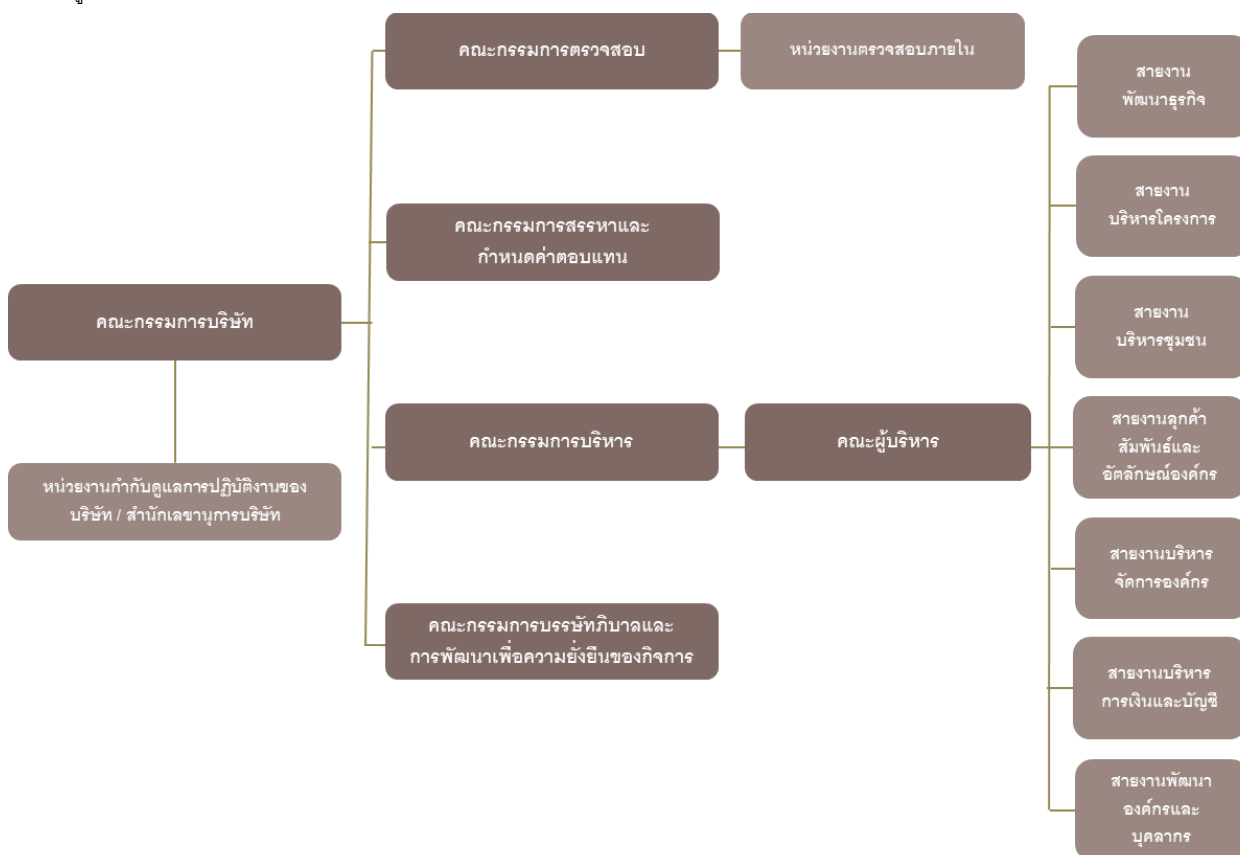 คณะกรรมการตรวจสอบ
หน่วยงานตรวจสอบภายใน
สายงาน
พัฒนาธุรกิจ
สายงาน
บริหารโครงการ
คณะกรรมการสรรหาและ
กำหนดค่าตอบแทน
คณะกรรมการบริษัท
สายงาน
บริหารชุมชน
คณะกรรมการบริหาร
คณะผู้บริหาร
สายงานลูกค้า
สัมพันธ์และ
อัตลักษณ์องค์กร
หน่วยงานกำกับดูแลการปฏิบัติงานของ
บริษัท / สำนักเลขานุการบริษัท
สายงานบริหาร
จัดการองค์กร
คณะกรรมการบรรษัทภิบาลและ
การพัฒนาเพื่อความยั่งยืนของกิจการ
สายงานบริหาร
การเงินและบัญชี
สายงานพัฒนา
องค์กรและ
บุคลากร